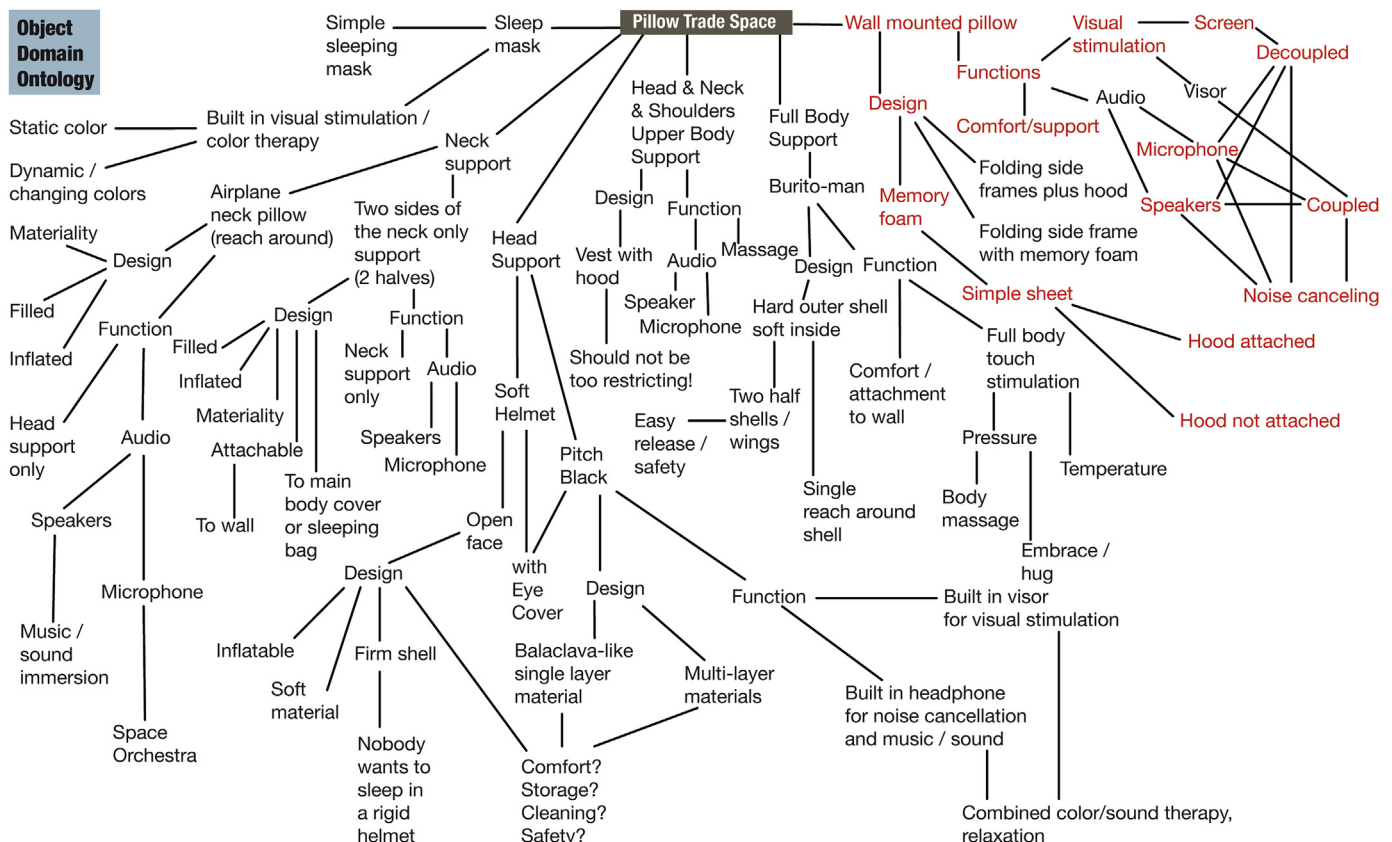 Object
Domain
Ontology
Pillow Trade Space
Simple
sleeping
mask
Sleep
mask
Built in visual stimulation /
color therapy
Static color
Dynamic /
changing colors
Neck
support
Airplane
neck pillow
(reach around)
Design
Materiality
Filled
Inflated
Function
Head
support
only
Audio
Speakers
Music /
sound
immersion
Microphone
Space
Orchestra
Two sides of
the neck only
support
(2 halves)
Design
Filled
Inflated
Materiality
Attachable
To wall
To main
body cover
or sleeping
bag
Function
Neck
support
only
Audio
Speakers
Microphone
Head
Support
Soft
Helmet
Open
face
with
Eye
Cover
Design
Inflatable
Soft
material
Firm shell
Nobody
wants to
sleep in
a rigid
helmet
Pitch
Black
Design
Balaclava-like
single layer
material
Multi-layer
materials
Comfort?
Storage?
Cleaning?
Safety?
Function
Built in visor
for visual stimulation
Built in headphone
for noise cancellation
and music / sound
Combined color/sound therapy,
relaxation
Head & Neck
& Shoulders
Upper Body
Support
Design
Vest with
hood
Should not be
too restricting!
Function
Audio
Massage
Speaker
Microphone
Full Body
Support
Burito-man
Design
Hard outer shell
soft inside
Two half
shells /
wings
Easy
release /
safety
Single
reach around
shell
Function
Comfort /
attachment
to wall
Full body
touch
stimulation
Pressure
Temperature
Body
massage
Embrace /
hug
Wall mounted pillow
Design
Memory
foam
Folding side
frames plus hood
Folding side frame
with memory foam
Simple sheet
Hood attached
Hood not attached
Functions
Comfort/support
Visual
stimulation
Screen
Decoupled
Visor
Audio
Microphone
Speakers
Coupled
Noise canceling